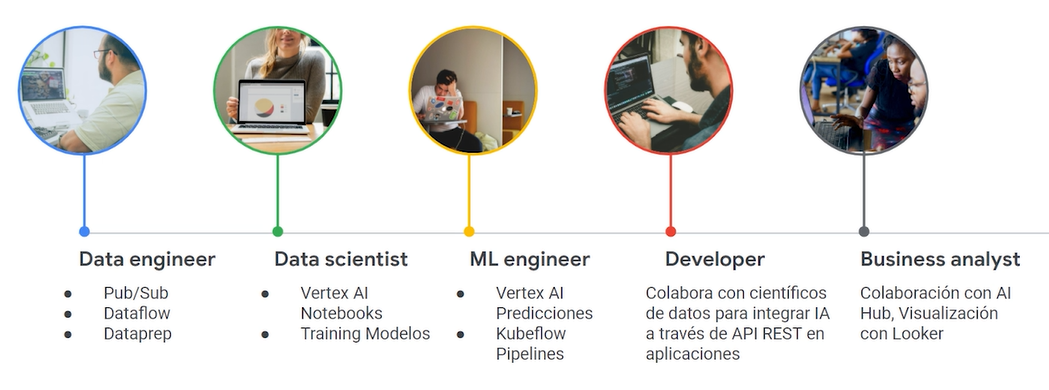 Data engineer
● Pub/Sub
● Dataflow
● Dataprep
Data scientist
● Vertex AI
Notebooks
● Training Modelos
ML engineer
● Vertex AI
Predicciones
● Kubeflow
Pipelines
Developer
Colabora con científicos
de datos para integrar IA
a través de API REST en
aplicaciones
Business analyst
Colaboración con AI
Hub, Visualización
con Looker